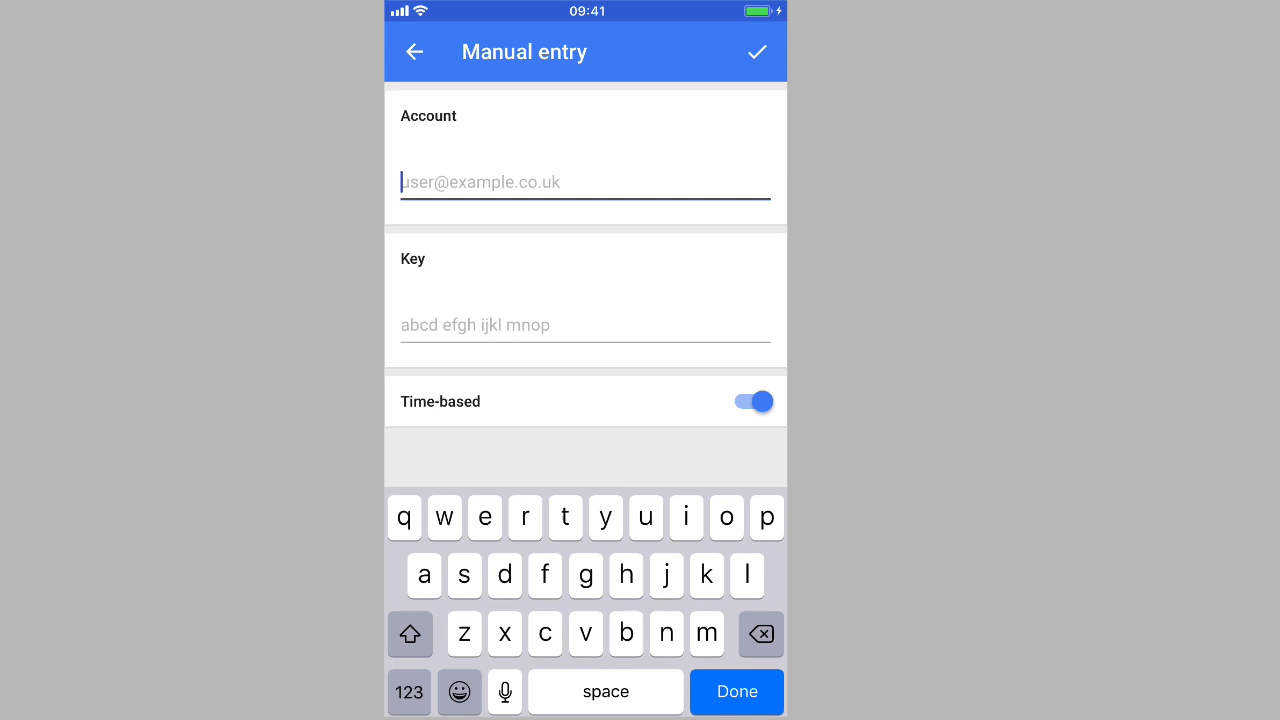 09:41
Manual entry
Account
user@example.co.uk
Key
abcd efgh ijkl mnop
Time-based
q w e r t y u i o p
a s d f g h j k l
z x c v b n m
123 space Done